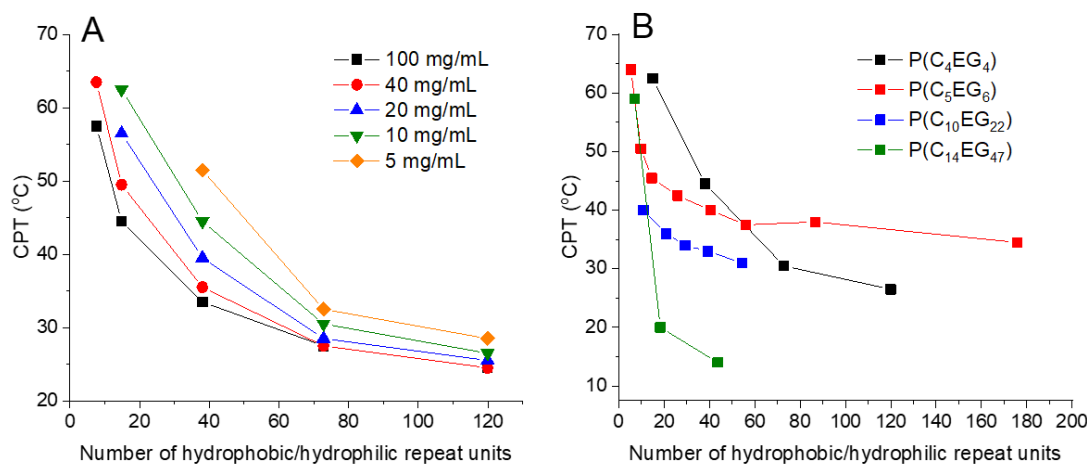 A
70
60
50
40
30
20
CPT (°C)
0 20 40 60 80 100 120
Number of hydrophobic/hydrophilic repeat units
100 mg/mL
40 mg/mL
20 mg/mL
10 mg/mL
5 mg/mL
B
70
60
50
40
30
20
10
CPT (°C)
0 20 40 60 80 100 120 140 160 180 200
Number of hydrophobic/hydrophilic repeat units
P(C₄EG₄)
P(C₅EG₆)
P(C₁₀EG₂₂)
P(C₁₄EG₄₇)